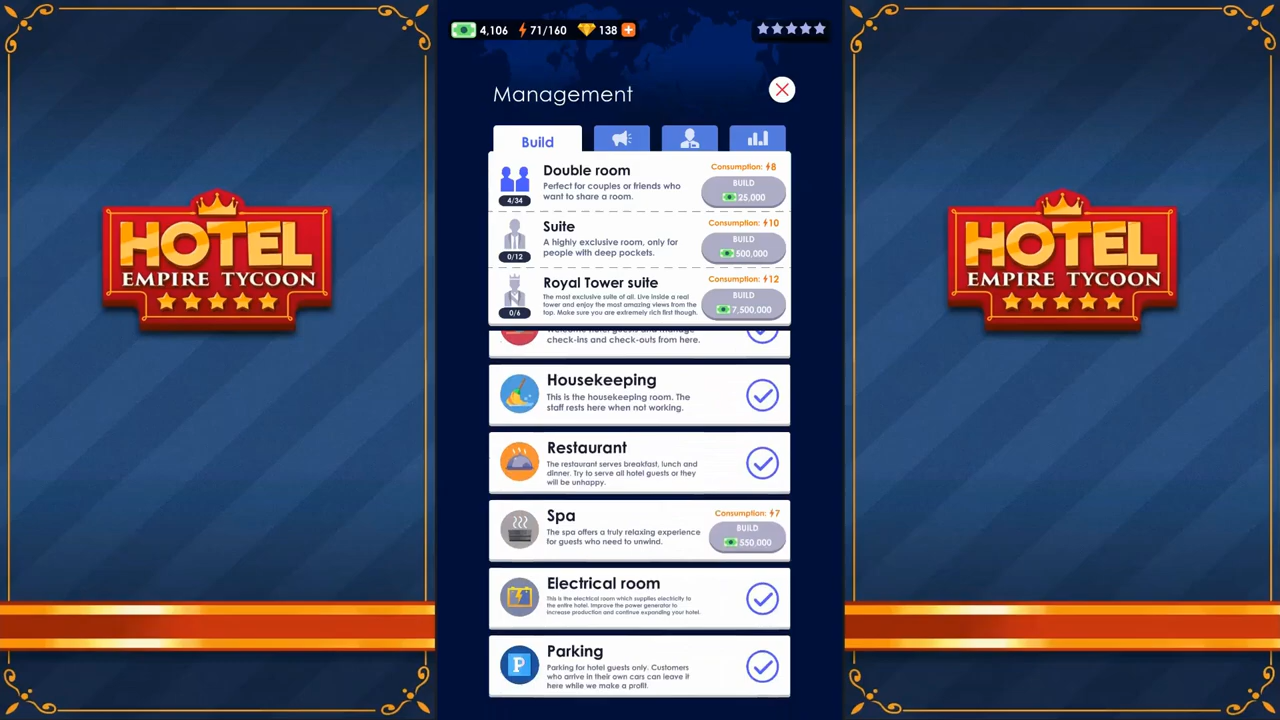 4,106
71/160
138
Management
Build
Double room
Perfect for couples or friends who
want to share a room.
4/34
Consumption: 8
BUILD
25,000
Suite
A highly exclusive room, only for
people with deep pockets.
0/12
Consumption: 10
BUILD
500,000
Royal Tower suite
The most exclusive suite of all. Live inside a real
tower and enjoy the most amazing views from the
top. Make sure you are extremely rich first though.
0/6
Consumption: 12
BUILD
7,500,000
Welcome hotel guests and manage
check-ins and check-outs from here.
Housekeeping
This is the housekeeping room. The
staff rests here when not working.
Restaurant
The restaurant serves breakfast, lunch and
dinner. Try to serve all hotel guests or they
will be unhappy.
Spa
The spa offers a truly relaxing experience
for guests who need to unwind.
Consumption: 7
BUILD
550,000
Electrical room
This is the electrical room which supplies electricity to
the entire hotel. Improve the power generator to
increase production and continue expanding your hotel.
Parking
P
Parking for hotel guests only. Customers
who arrive in their own cars can leave it
here while we make a profit.
HOTEL
EMPIRE TYCOON
HOTEL
EMPIRE TYCOON